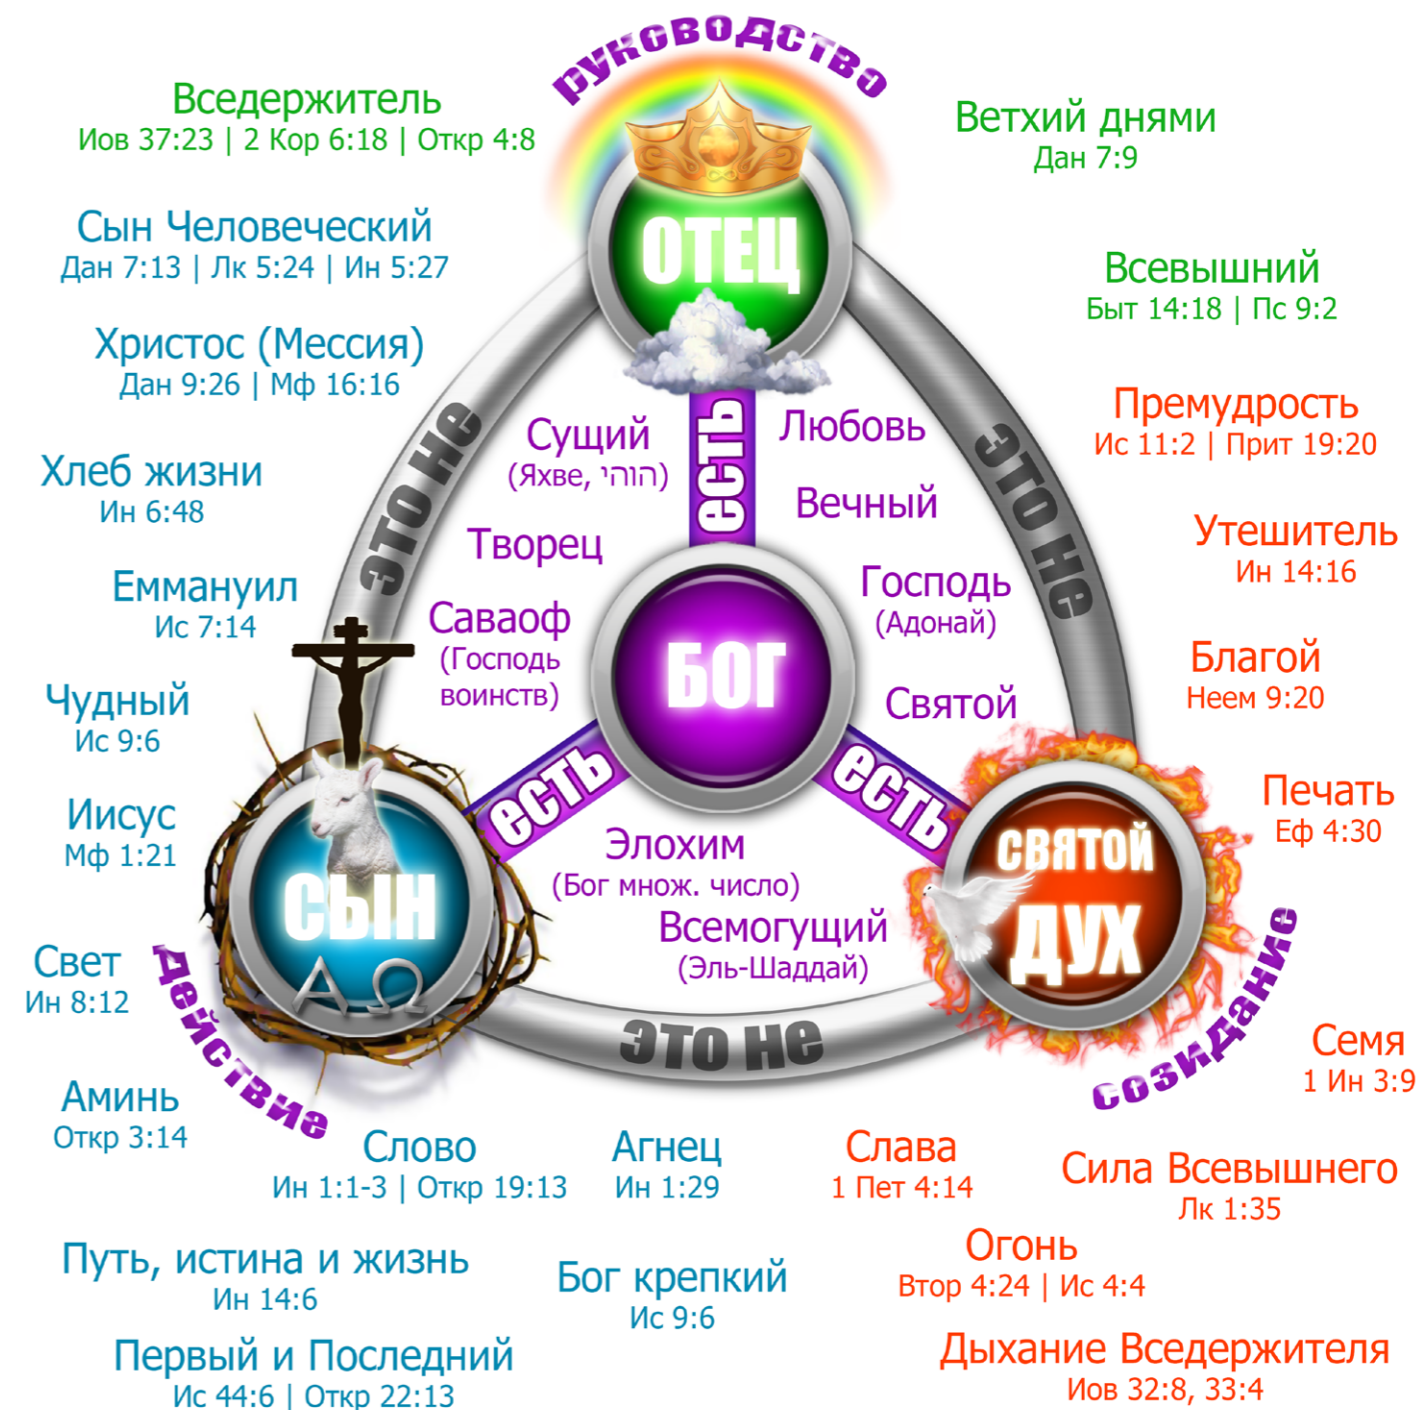 руководство
Вседержитель
Иов 37:23 | 2 Кор 6:18 | Откр 4:8
Ветхий днями
Дан 7:9
ОТЕЦ
Сын Человеческий
Дан 7:13 | Лк 5:24 | Ин 5:27
Всевышний
Быт 14:18 | Пс 9:2
Христос (Мессия)
Дан 9:26 | Мф 16:16
Премудрость
Ис 11:2 | Прит 19:20
это не
есть
это не
Сущий
(Яхве, הוהי)
Любовь
Хлеб жизни
Ин 6:48
Вечный
Творец
Утешитель
Ин 14:16
Еммануил
Ис 7:14
Господь
(Адонай)
Саваоф
(Господь
воинств)
БОГ
Благой
Неем 9:20
Чудный
Ис 9:6
Святой
есть
есть
Печать
Еф 4:30
Иисус
Мф 1:21
Элохим
(Бог множ. число)
СЫН
Α Ω
СВЯТОЙ
ДУХ
Всемогущий
(Эль-Шаддай)
Свет
Ин 8:12
действие
созидание
это не
Семя
1 Ин 3:9
Аминь
Откр 3:14
Слово
Ин 1:1-3 | Откр 19:13
Агнец
Ин 1:29
Слава
1 Пет 4:14
Сила Всевышнего
Лк 1:35
Путь, истина и жизнь
Ин 14:6
Бог крепкий
Ис 9:6
Огонь
Втор 4:24 | Ис 4:4
Первый и Последний
Ис 44:6 | Откр 22:13
Дыхание Вседержителя
Иов 32:8, 33:4